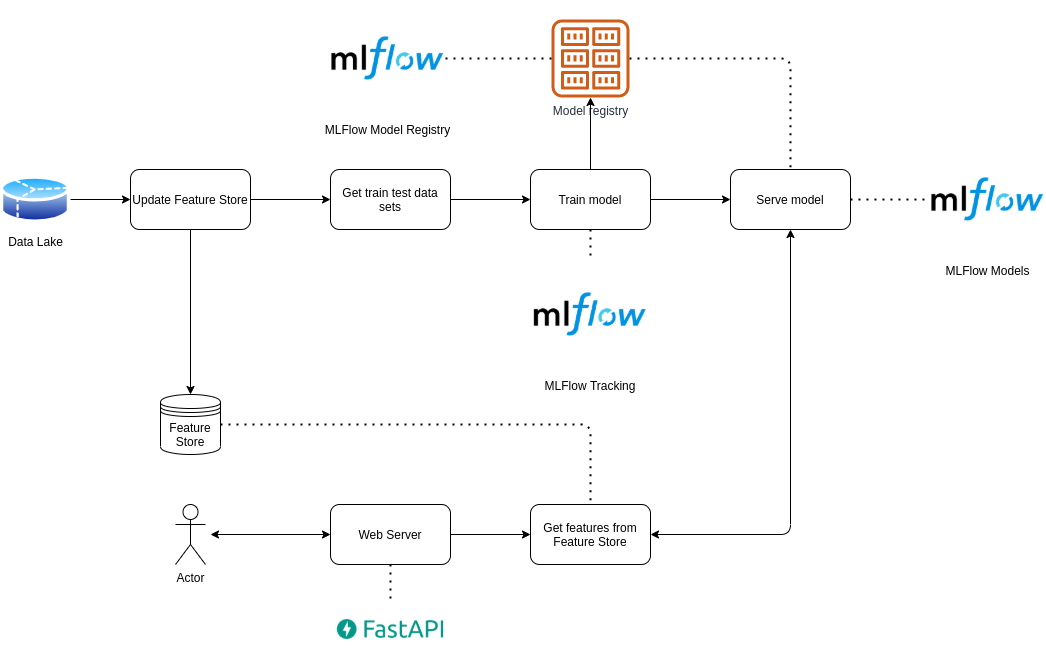 mlflow
Model registry
MLFlow Model Registry
Data Lake
Update Feature Store
Get train test data
sets
Train model
Serve model
mlflow
MLFlow Models
mlflow
MLFlow Tracking
Feature
Store
Actor
Web Server
Get features from
Feature Store
FastAPI